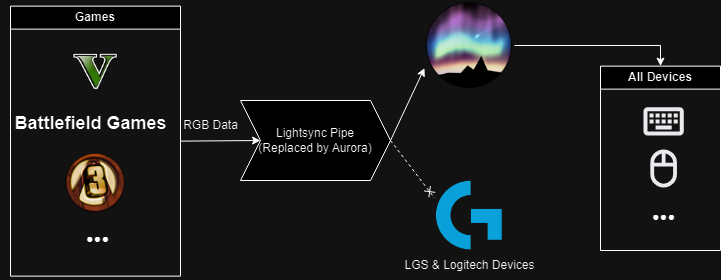 Games
V
Battlefield Games
3
•••
RGB Data
Lightsync Pipe
(Replaced by Aurora)
LGS & Logitech Devices
All Devices
•••